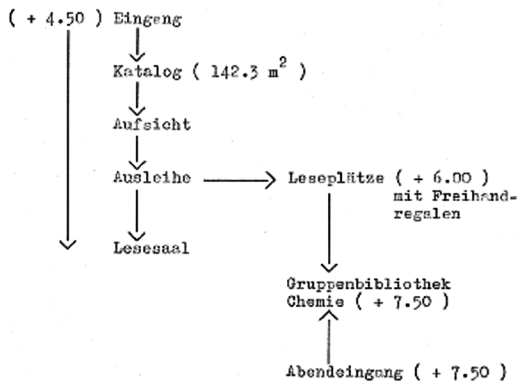 ( + 4.50 ) Eingang
Katalog ( 142.3 m² )
Aufsicht
Ausleihe
Leseplätze ( + 6.00 )
mit Freihand-
regalen
Lesesaal
Gruppenbibliothek
Chemie ( + 7.50 )
Abendeingang ( + 7.50 )